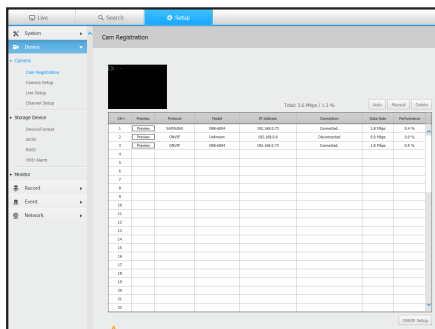 Live
Search
Setup
System
Device
Camera
Cam Registration
Camera Setup
Live Setup
Channel Setup
Storage Device
Device/Format
iSCSI
RAID
HDD Alarm
Monitor
Record
Event
Network
Cam Registration
Ch : -
Total: 3.6 Mbps / 1.3 %
Auto Manual Delete
CH Preview Protocol Model IP Address Connection Data Rate Performance
1 Preview SAMSUNG SNB-6004 192.168.0.73 Connected. 1.8 Mbps 0.4 %
2 Preview ONVIF Unknown 192.168.0.6 Disconnected 0.0 Mbps 0.0 %
3 Preview ONVIF SNB-6004 192.168.0.73 Connected. 1.8 Mbps 0.9 %
4
5
6
7
8
9
10
11
12
13
14
15
16
17
18
19
20
21
22
ONVIF Setup